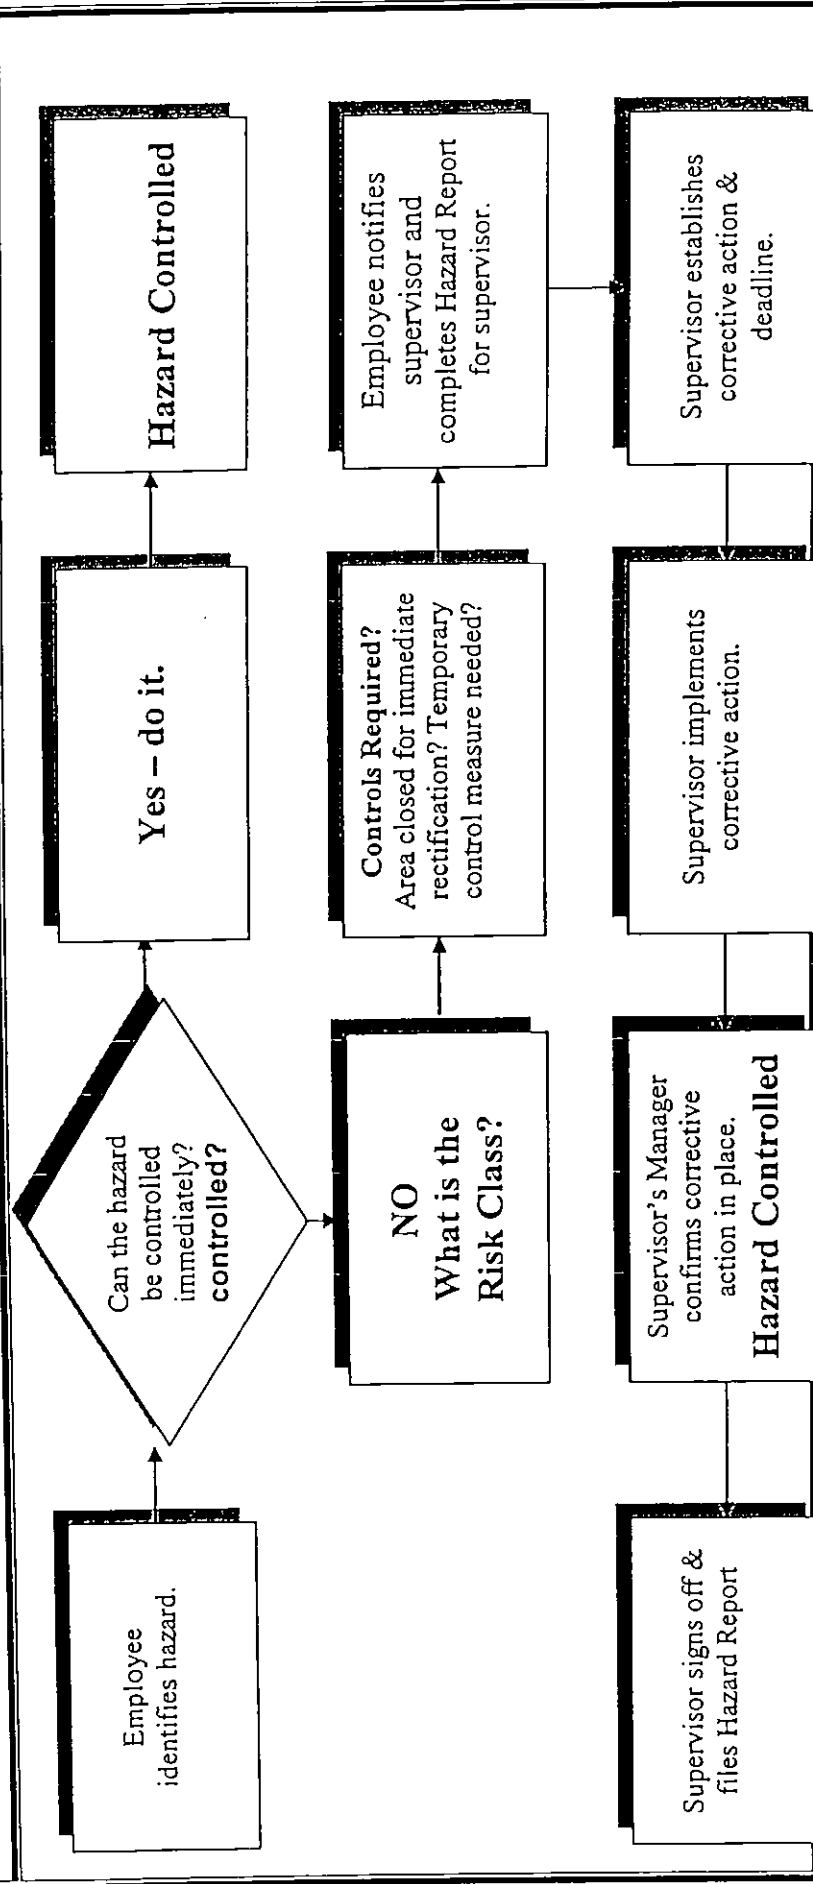 Employee
identifies hazard.
Can the hazard
be controlled
immediately?
controlled?
Yes – do it.
Hazard Controlled
NO
What is the
Risk Class?
Controls Required?
Area closed for immediate
rectification? Temporary
control measure needed?
Employee notifies
supervisor and
completes Hazard Report
for supervisor.
Supervisor establishes
corrective action &
deadline.
Supervisor implements
corrective action.
Supervisor's Manager
confirms corrective
action in place.
Hazard Controlled
Supervisor signs off &
files Hazard Report